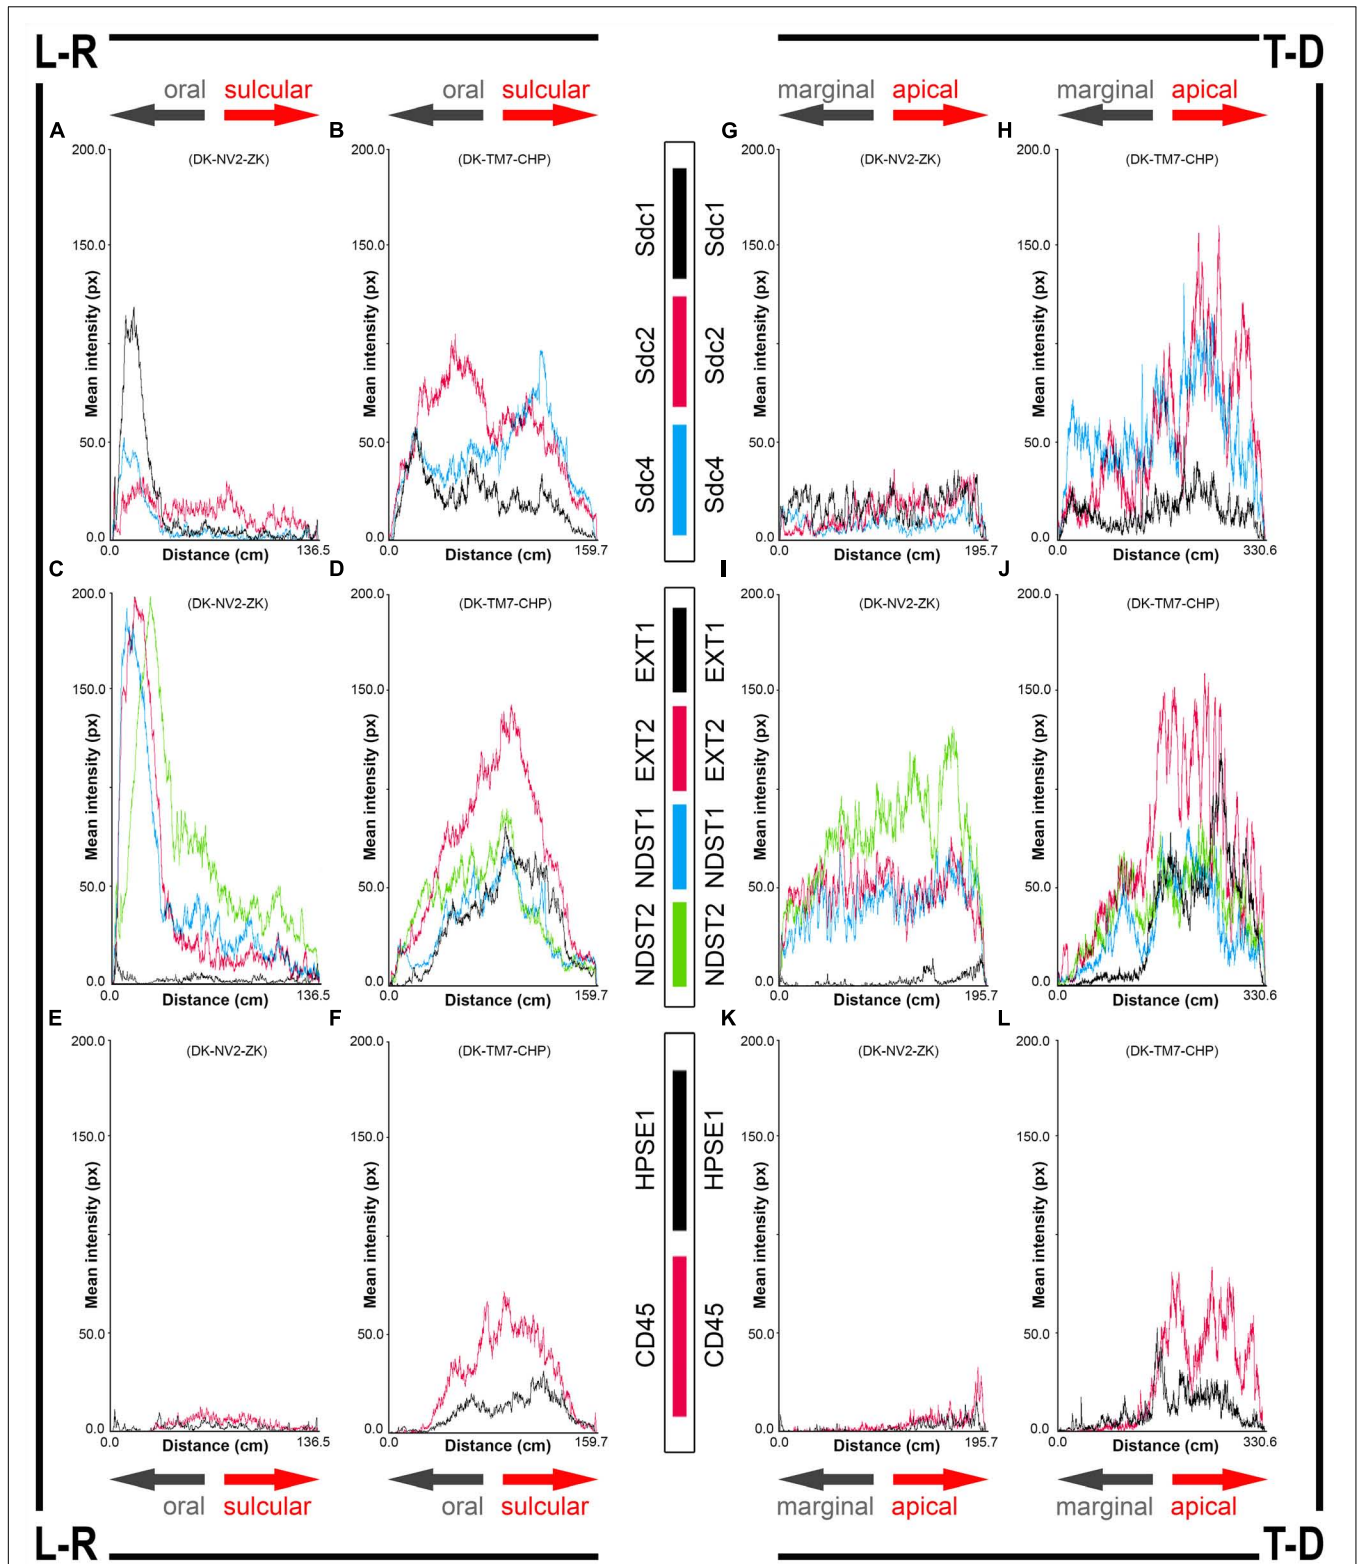 L-R
T-D
oral sulcular
oral sulcular
marginal apical
marginal apical
A
B
G
H
200.0
(DK-NV2-ZK)
150.0
50.0
0.0
Mean intensity (px)
0.0
Distance (cm)
136.5
200.0
(DK-TM7-CHP)
150.0
50.0
0.0
Mean intensity (px)
0.0
Distance (cm)
159.7
Sdc1
Sdc1
Sdc2
Sdc2
Sdc4
Sdc4
200.0
(DK-NV2-ZK)
150.0
50.0
0.0
Mean intensity (px)
0.0
Distance (cm)
195.7
200.0
(DK-TM7-CHP)
150.0
50.0
0.0
Mean intensity (px)
0.0
Distance (cm)
330.6
C
D
I
J
200.0
(DK-NV2-ZK)
150.0
50.0
0.0
Mean intensity (px)
0.0
Distance (cm)
136.5
200.0
(DK-TM7-CHP)
150.0
50.0
0.0
Mean intensity (px)
0.0
Distance (cm)
159.7
EXT1
EXT1
EXT2
EXT2
NDST1
NDST1
NDST2
NDST2
200.0
(DK-NV2-ZK)
150.0
50.0
0.0
Mean intensity (px)
0.0
Distance (cm)
195.7
200.0
(DK-TM7-CHP)
150.0
50.0
0.0
Mean intensity (px)
0.0
Distance (cm)
330.6
E
F
K
L
200.0
(DK-NV2-ZK)
150.0
50.0
0.0
Mean intensity (px)
0.0
Distance (cm)
136.5
200.0
(DK-TM7-CHP)
150.0
50.0
0.0
Mean intensity (px)
0.0
Distance (cm)
159.7
HPSE1
HPSE1
CD45
CD45
200.0
(DK-NV2-ZK)
150.0
50.0
0.0
Mean intensity (px)
0.0
Distance (cm)
195.7
200.0
(DK-TM7-CHP)
150.0
50.0
0.0
Mean intensity (px)
0.0
Distance (cm)
330.6
oral sulcular
oral sulcular
marginal apical
marginal apical
L-R
T-D